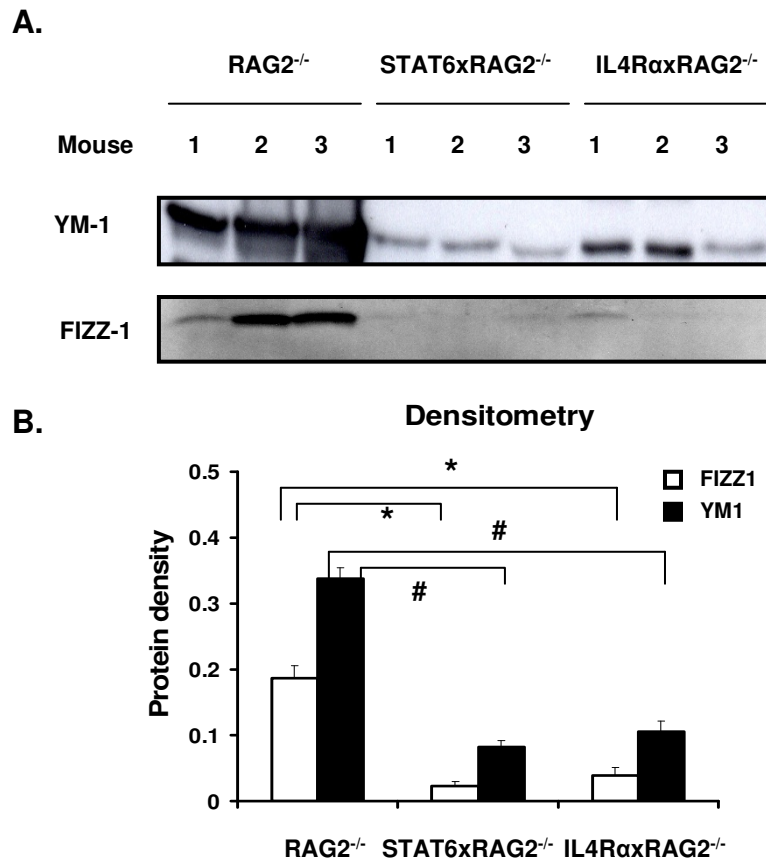 A.
RAG2-/- STAT6xRAG2-/- IL4RαxRAG2-/-
Mouse 1 2 3 1 2 3 1 2 3
YM-1
FIZZ-1
B.
Densitometry
FIZZ1
YM1
Protein density
0.5
0.4
0.3
0.2
0.1
0
*
*
#
#
RAG2-/- STAT6xRAG2-/- IL4RαxRAG2-/-